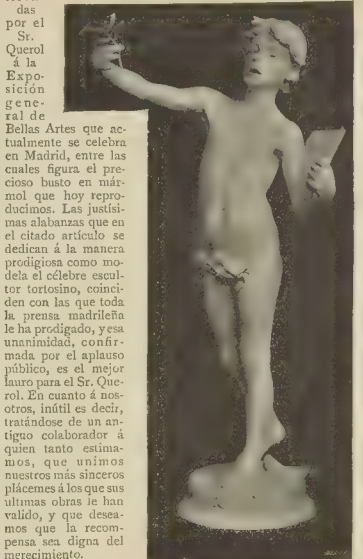 das
por el
Sr.
Querol
á la
Expo-
sición
gene-
ral de
Bellas Artes que ac-
tualmente se celebra
en Madrid, entre las
cuales figura el pre-
cioso busto en már-
mol que hoy repro-
ducimos. Las justísi-
mas alabanzas que en
el citado artículo se
dedican á la manera
prodigiosa como mo-
dela el célebre escul-
tor tortosino, coinci-
den con las que toda
la prensa madrileña
le ha prodigado, y esa
unanimidad, confir-
mada por el aplauso
público, es el mejor
lauro para el Sr. Que-
rol. En cuanto á nos-
otros, inútil es decir,
tratándose de un an-
tiguo colaborador á
quien tanto estima-
mos, que unimos
nuestros más sinceros
plácemes á los que sus
ultimas obras le han
valido, y que desea-
mos que la recom-
pensa sea digna del
merecimiento.